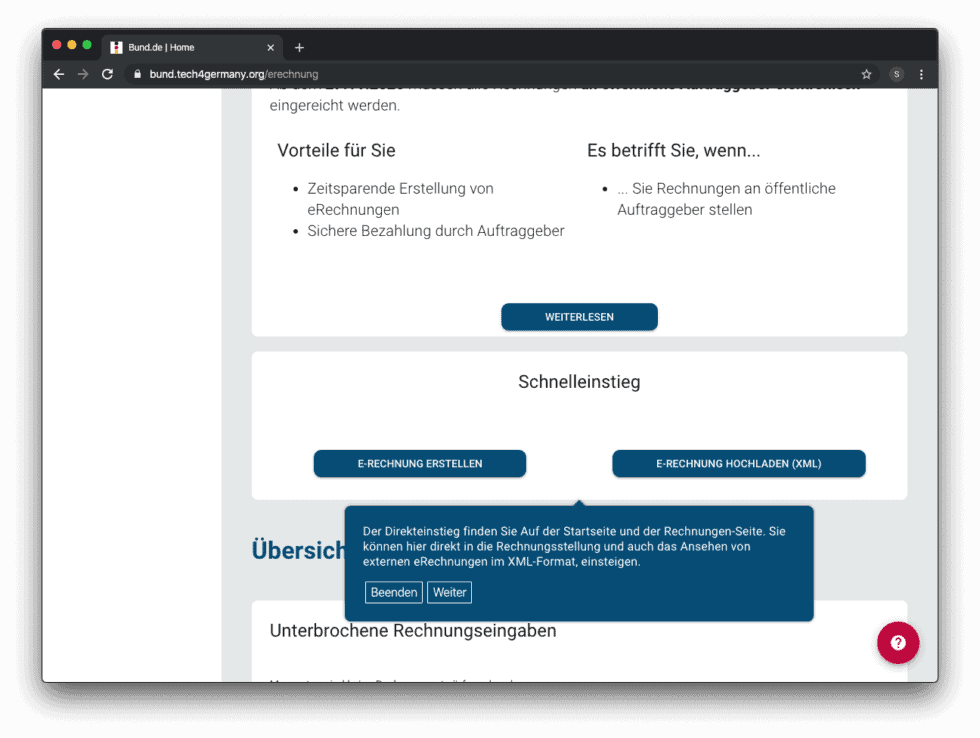 Bund.de | Home
bund.tech4germany.org/erechnung
S
eingereicht werden.
Vorteile für Sie
Zeitsparende Erstellung von
eRechnungen
Sichere Bezahlung durch Auftraggeber
Es betrifft Sie, wenn...
... Sie Rechnungen an öffentliche
Auftraggeber stellen
WEITERLESEN
Schnelleinstieg
E-RECHNUNG ERSTELLEN
E-RECHNUNG HOCHLADEN (XML)
Der Direkteinstieg finden Sie Auf der Startseite und der Rechnungen-Seite. Sie
können hier direkt in die Rechnungsstellung und auch das Ansehen von
externen eRechnungen im XML-Format, einsteigen.
Beenden Weiter
Übersich
Unterbrochene Rechnungseingaben
?